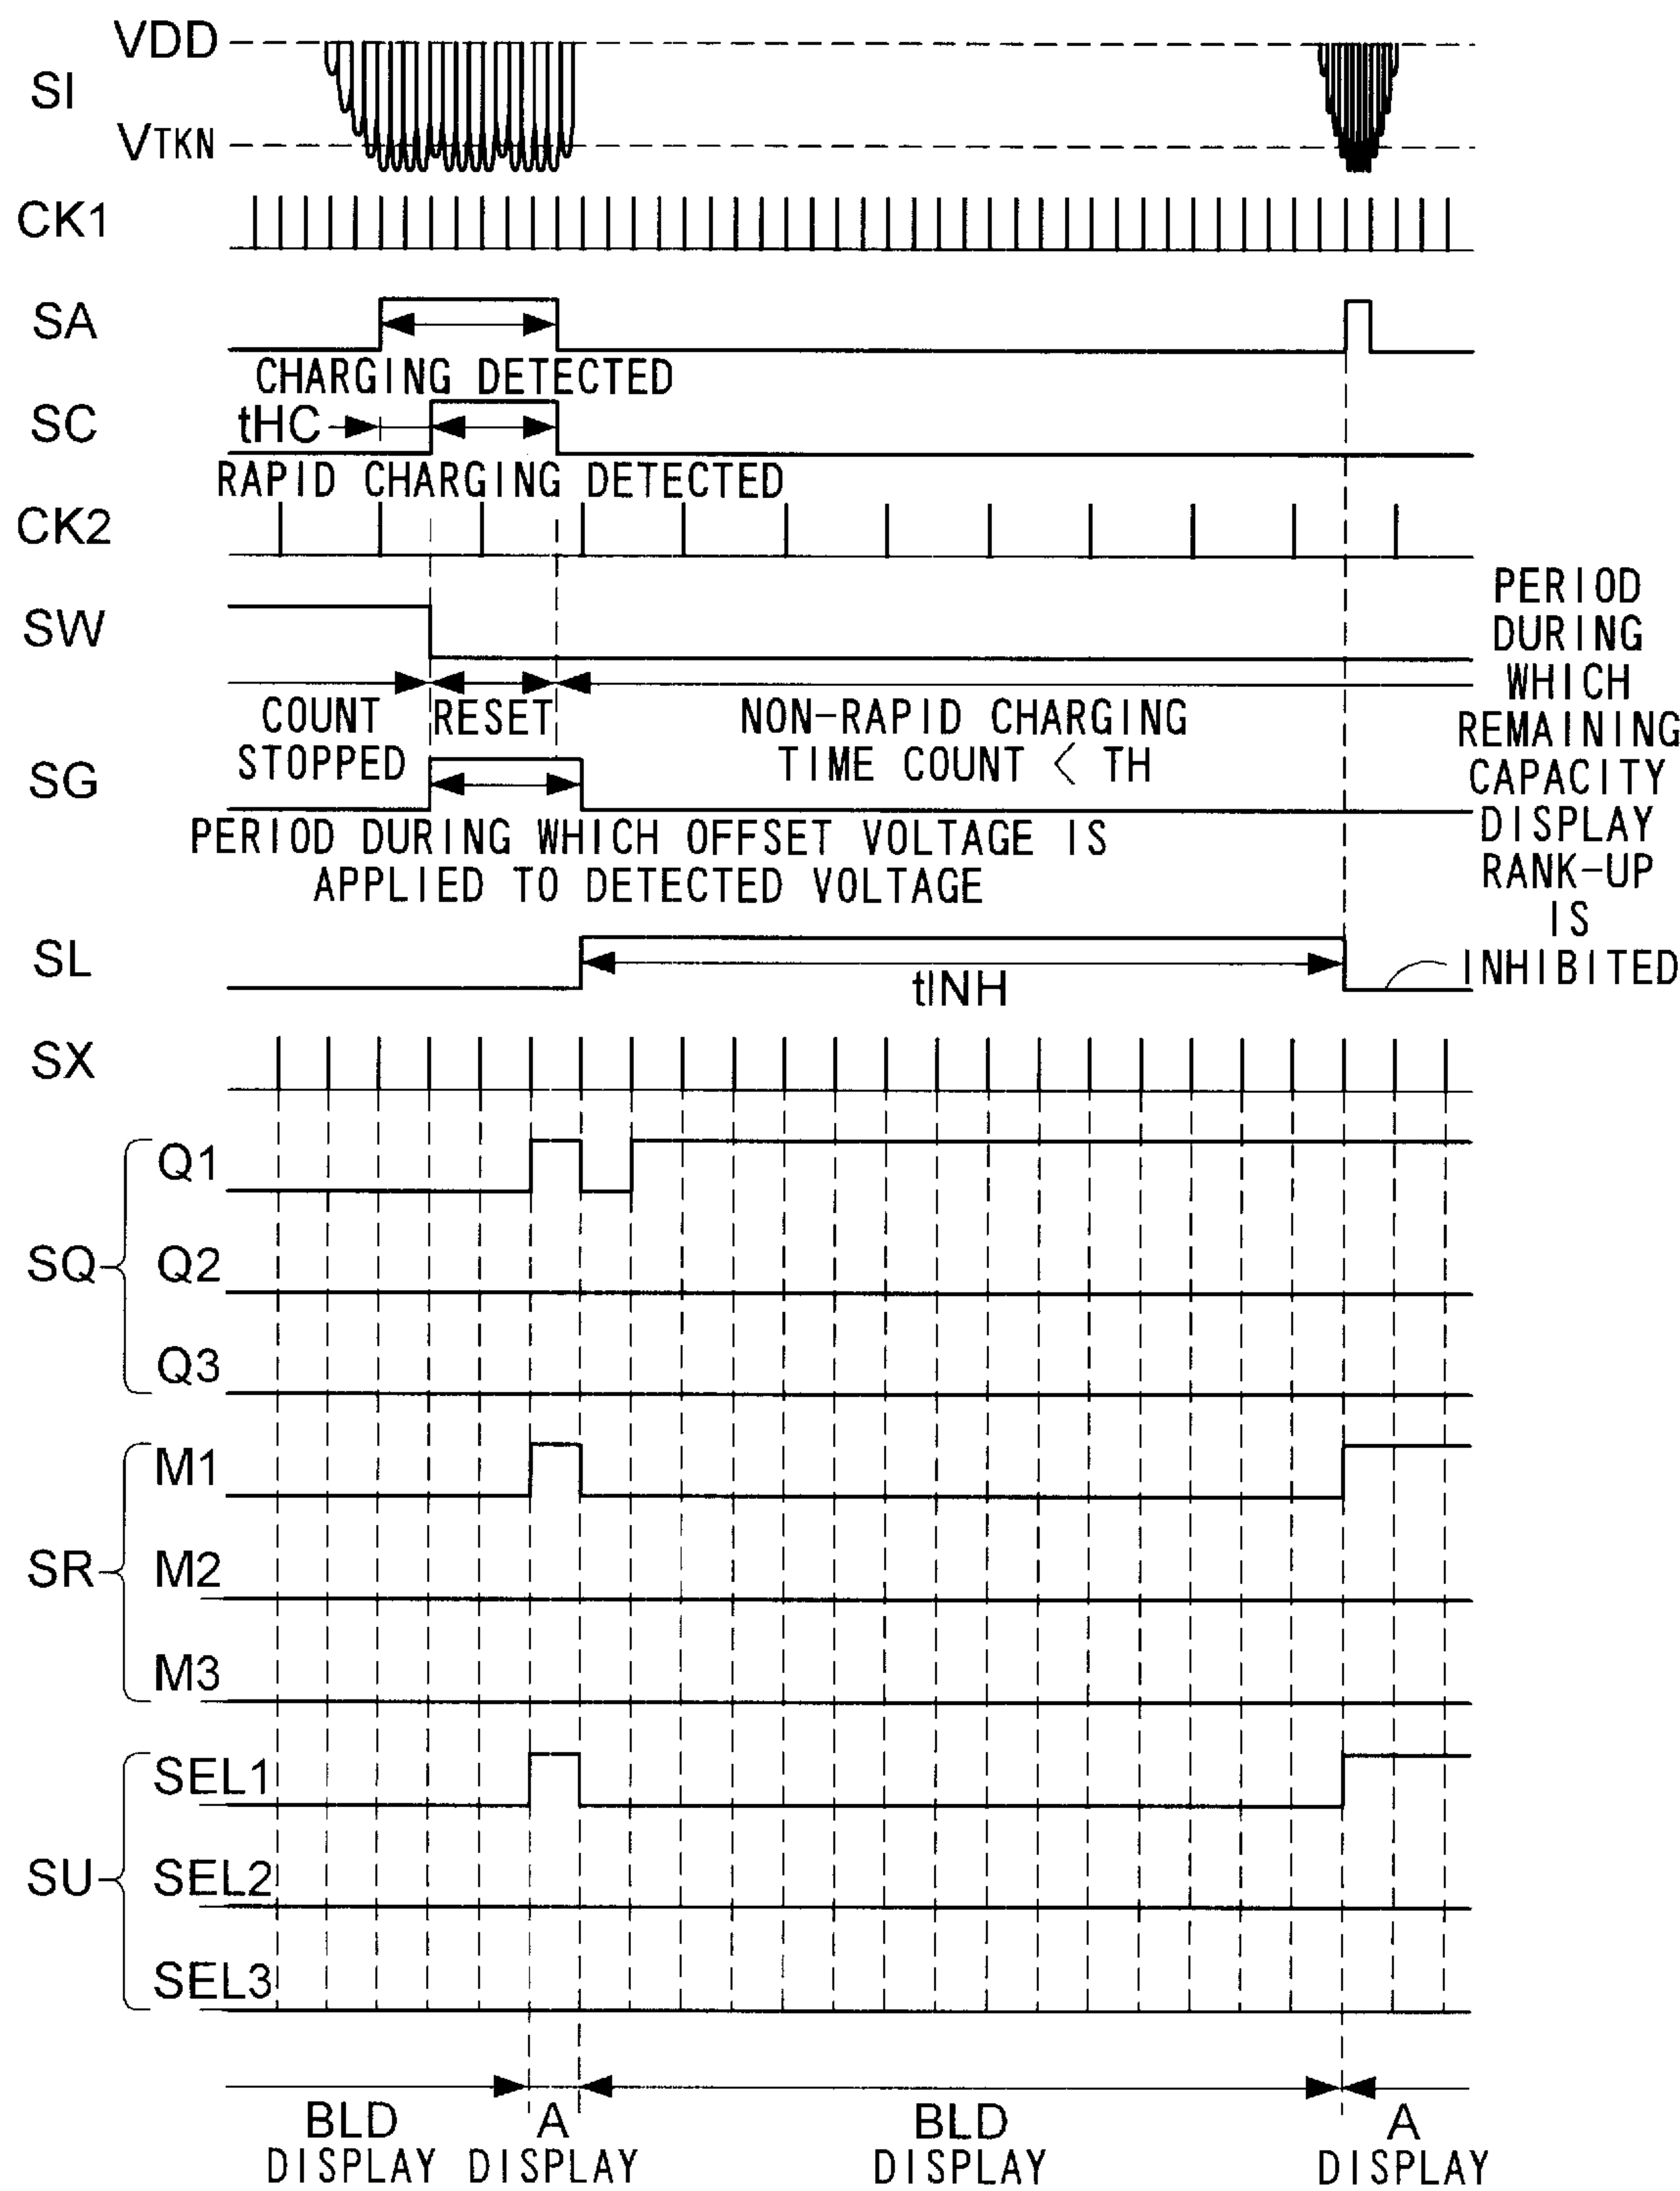 VDD
SI
VTKN
CK1
SA
CHARGING DETECTED
SC
tHC
RAPID CHARGING DETECTED
CK2
SW
COUNT
STOPPED
RESET
NON-RAPID CHARGING
TIME COUNT < TH
SG
PERIOD DURING WHICH OFFSET VOLTAGE IS
APPLIED TO DETECTED VOLTAGE
PERIOD
DURING
WHICH
REMAINING
CAPACITY
DISPLAY
RANK-UP
IS
INHIBITED
SL
tINH
SX
SQ
Q1
Q2
Q3
SR
M1
M2
M3
SU
SEL1
SEL2
SEL3
BLD
DISPLAY
A
DISPLAY
BLD
DISPLAY
A
DISPLAY